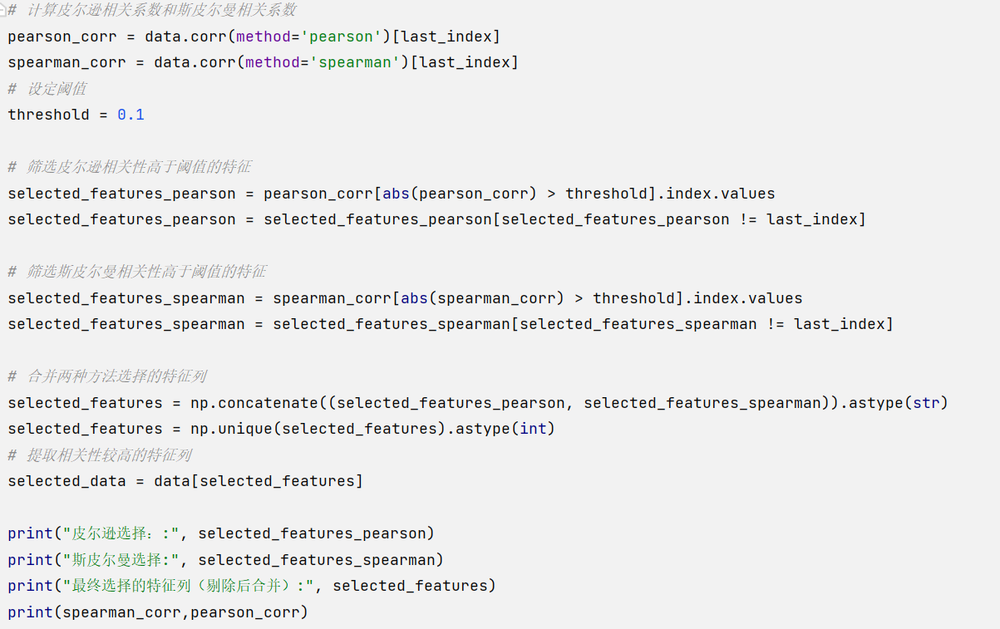 # 计算皮尔逊相关系数和斯皮尔曼相关系数
pearson_corr = data.corr(method='pearson')[last_index]
spearman_corr = data.corr(method='spearman')[last_index]
# 设定阈值
threshold = 0.1
# 筛选皮尔逊相关性高于阈值的特征
selected_features_pearson = pearson_corr[abs(pearson_corr) > threshold].index.values
selected_features_pearson = selected_features_pearson[selected_features_pearson != last_index]
# 筛选斯皮尔曼相关性高于阈值的特征
selected_features_spearman = spearman_corr[abs(spearman_corr) > threshold].index.values
selected_features_spearman = selected_features_spearman[selected_features_spearman != last_index]
# 合并两种方法选择的特征列
selected_features = np.concatenate((selected_features_pearson, selected_features_spearman)).astype(str)
selected_features = np.unique(selected_features).astype(int)
# 提取相关性较高的特征列
selected_data = data[selected_features]
print("皮尔逊选择：:", selected_features_pearson)
print("斯皮尔曼选择:", selected_features_spearman)
print("最终选择的特征列（剔除后合并）:", selected_features)
print(spearman_corr,pearson_corr)